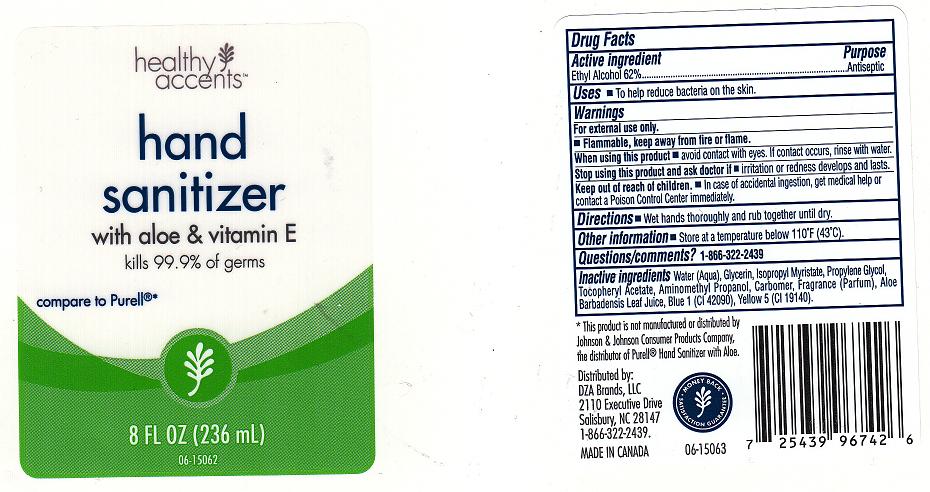 healthy
accents™
hand
sanitizer
with aloe & vitamin E
kills 99.9% of germs
compare to Purell®*
8 FL OZ (236 mL)
06-15062
Drug Facts
Active ingredient Purpose
Ethyl Alcohol 62%......Antiseptic
Uses ■ To help reduce bacteria on the skin.
Warnings
For external use only.
■ Flammable, keep away from fire or flame.
When using this product ■ avoid contact with eyes. If contact occurs, rinse with water.
Stop using this product and ask doctor if ■ irritation or redness develops and lasts.
Keep out of reach of children. ■ In case of accidental ingestion, get medical help or
contact a Poison Control Center immediately.
Directions ■ Wet hands thoroughly and rub together until dry.
Other information ■ Store at a temperature below 110°F (43°C).
Questions/comments? 1-866-322-2439
Inactive ingredients Water (Aqua), Glycerin, Isopropyl Myristate, Propylene Glycol,
Tocopheryl Acetate, Aminomethyl Propanol, Carbomer, Fragrance (Parfum), Aloe
Barbadensis Leaf Juice, Blue 1 (CI 42090), Yellow 5 (CI 19140).
* This product is not manufactured or distributed by
Johnson & Johnson Consumer Products Company,
the distributor of Purell® Hand Sanitizer with Aloe.
Distributed by:
DZA Brands, LLC
2110 Executive Drive
Salisbury, NC 28147
1-866-322-2439.
MADE IN CANADA
MONEY BACK
SATISFACTION GUARANTEE
06-15063
7 25439 96742 6